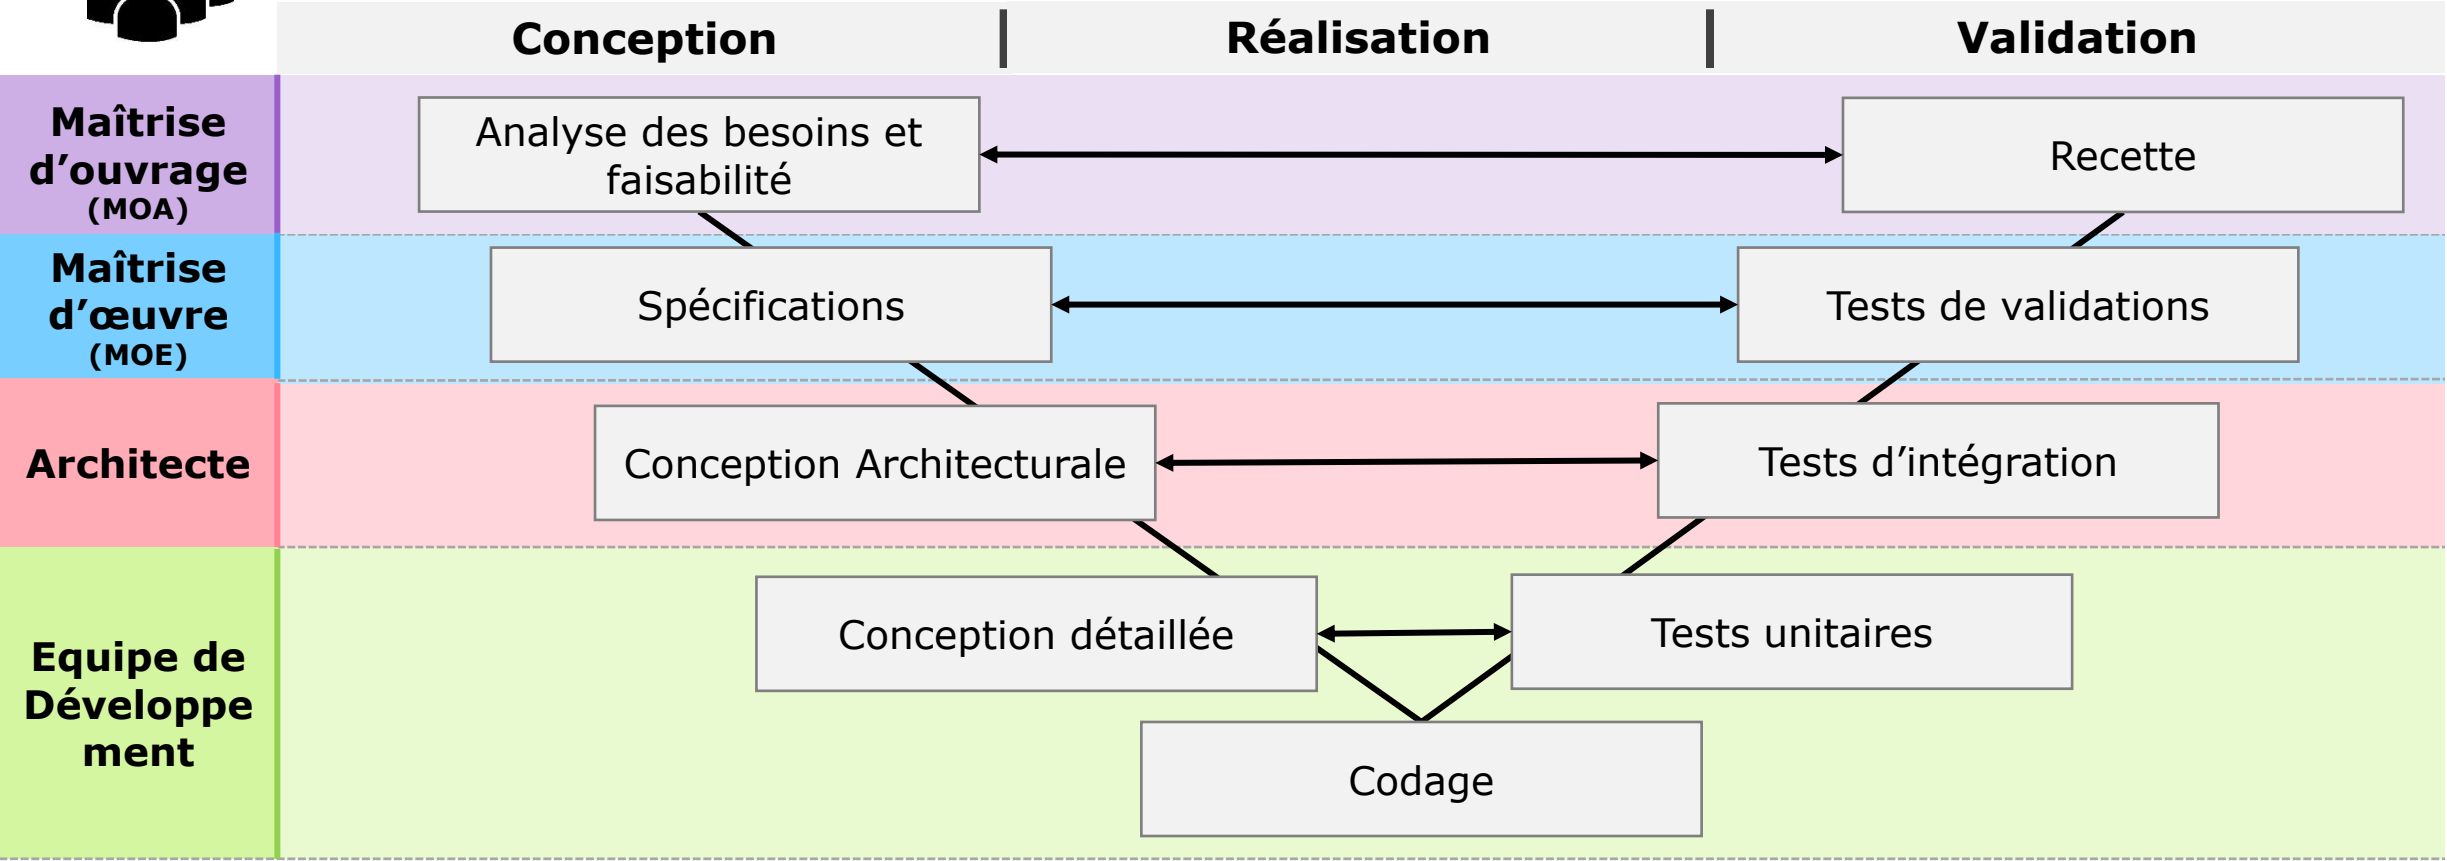 Conception
Réalisation
Validation
Maîtrise
d’ouvrage
(MOA)
Analyse des besoins et
faisabilité
Recette
Maîtrise
d’œuvre
(MOE)
Spécifications
Tests de validations
Architecte
Conception Architecturale
Tests d’intégration
Equipe de
Développe
ment
Conception détaillée
Tests unitaires
Codage